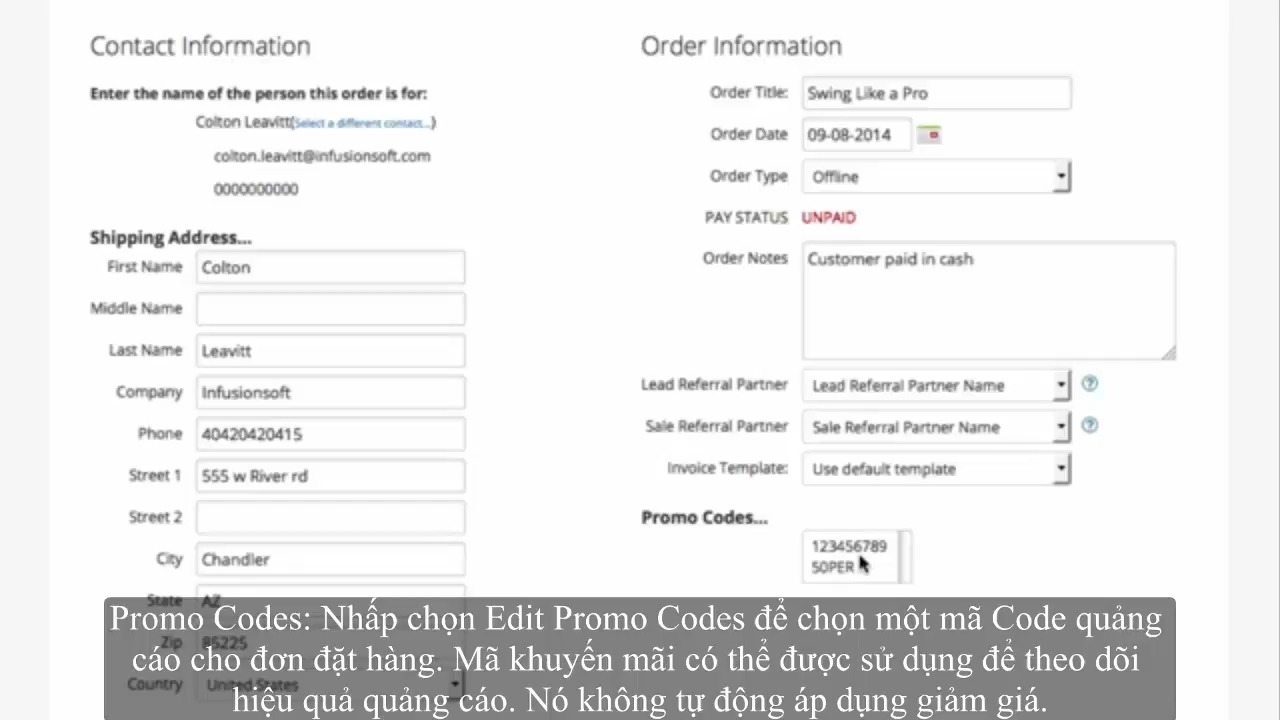 Contact Information
Enter the name of the person this order is for:
Colton Leavitt(Select a different contact...)
colton.leavitt@infusionsoft.com
0000000000
Shipping Address...
First Name Colton
Middle Name
Last Name Leavitt
Company Infusionsoft
Phone 40420420415
Street 1 555 w River rd
Street 2
City Chandler
State AZ
Zip 85225
Country United States
Order Information
Order Title: Swing Like a Pro
Order Date 09-08-2014
Order Type Offline
PAY STATUS UNPAID
Order Notes Customer paid in cash
Lead Referral Partner Lead Referral Partner Name ?
Sale Referral Partner Sale Referral Partner Name ?
Invoice Template: Use default template
Promo Codes...
123456789
50PER
Promo Codes: Nhấp chọn Edit Promo Codes để chọn một mã Code quảng
cáo cho đơn đặt hàng. Mã khuyến mãi có thể được sử dụng để theo dõi
hiệu quả quảng cáo. Nó không tự động áp dụng giảm giá.